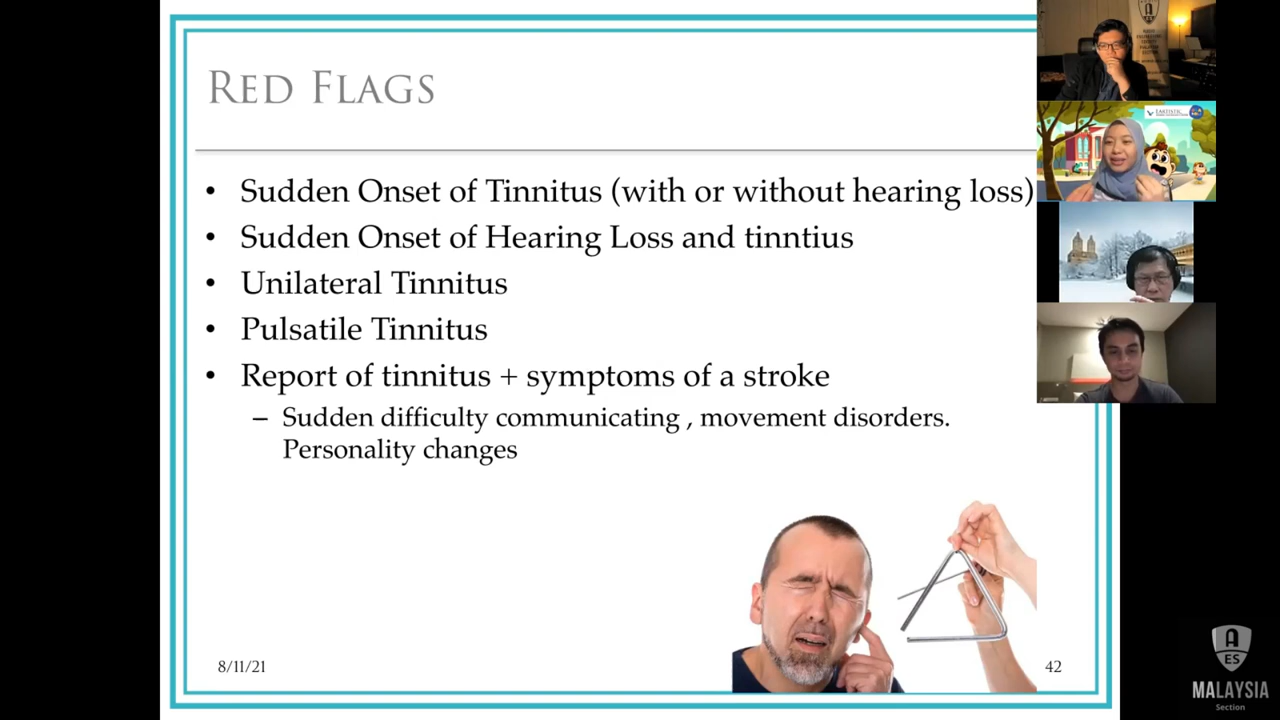 RED FLAGS
• Sudden Onset of Tinnitus (with or without hearing loss)
• Sudden Onset of Hearing Loss and tinntius
• Unilateral Tinnitus
• Pulsatile Tinnitus
• Report of tinnitus + symptoms of a stroke
– Sudden difficulty communicating , movement disorders.
Personality changes
8/11/21
42
A
ES
MALAYSIA
Section